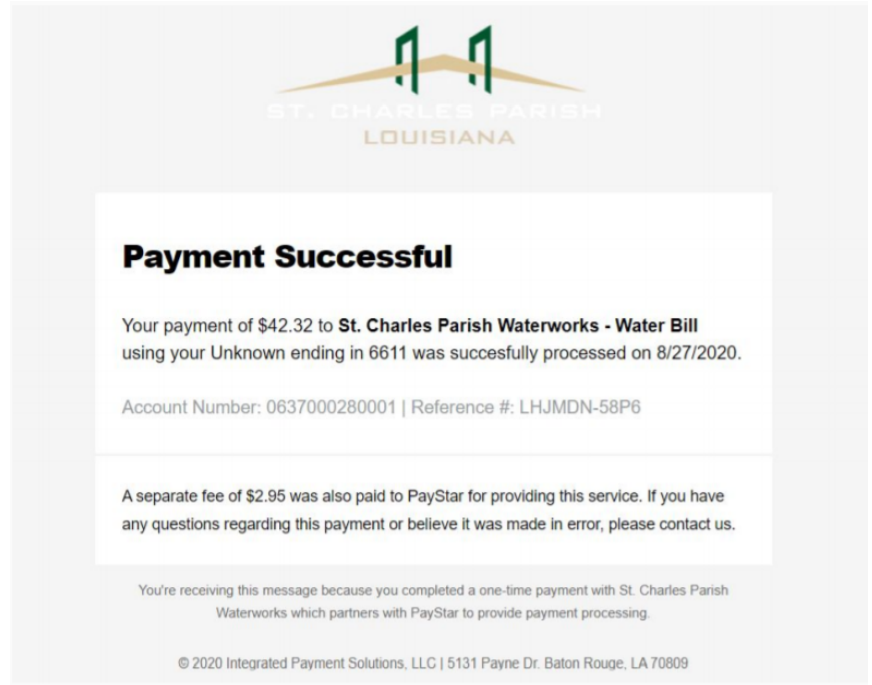 ST. CHARLES PARISH
LOUISIANA
Payment Successful
Your payment of $42.32 to St. Charles Parish Waterworks - Water Bill
using your Unknown ending in 6611 was succesfully processed on 8/27/2020.
Account Number: 0637000280001 | Reference #: LHJMDN-58P6
A separate fee of $2.95 was also paid to PayStar for providing this service. If you have
any questions regarding this payment or believe it was made in error, please contact us.
You're receiving this message because you completed a one-time payment with St. Charles Parish
Waterworks which partners with PayStar to provide payment processing.
© 2020 Integrated Payment Solutions, LLC | 5131 Payne Dr. Baton Rouge, LA 70809